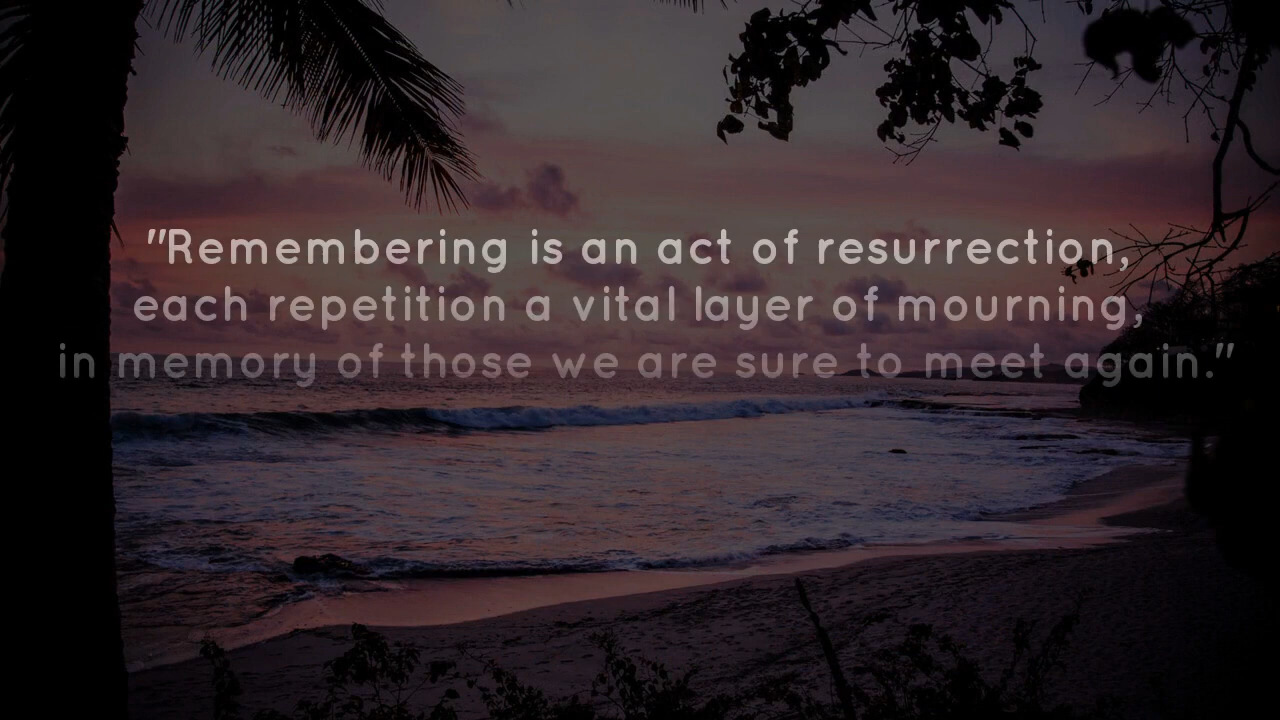 "Remembering is an act of resurrection,
each repetition a vital layer of mourning,
in memory of those we are sure to meet again."